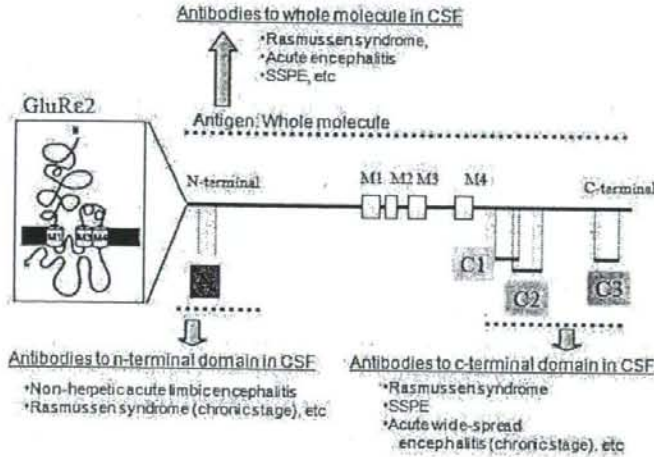 Antibodies to whole molecule in CSF
•Rasmussen syndrome,
•Acute encephalitis
•SSPE, etc
GluRε2
Antigen: Whole molecule
N-terminal
M1
M2
M3
M4
C-terminal
M1
M3
M4
C1
C2
C3
Antibodies to n-terminal domain in CSF
•Non-herpetic acute limbic encephalitis
•Rasmussen syndrome (chronic stage), etc
Antibodies to c-terminal domain in CSF
•Rasmussen syndrome
•SSPE
•Acute wide-spread
encephalitis (chronic stage), etc